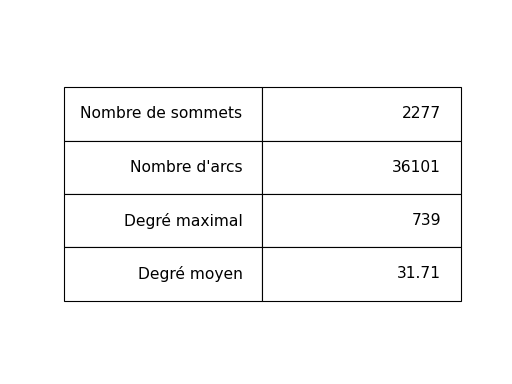 Nombre de sommets 2277
Nombre d'arcs 36101
Degré maximal 739
Degré moyen 31.71